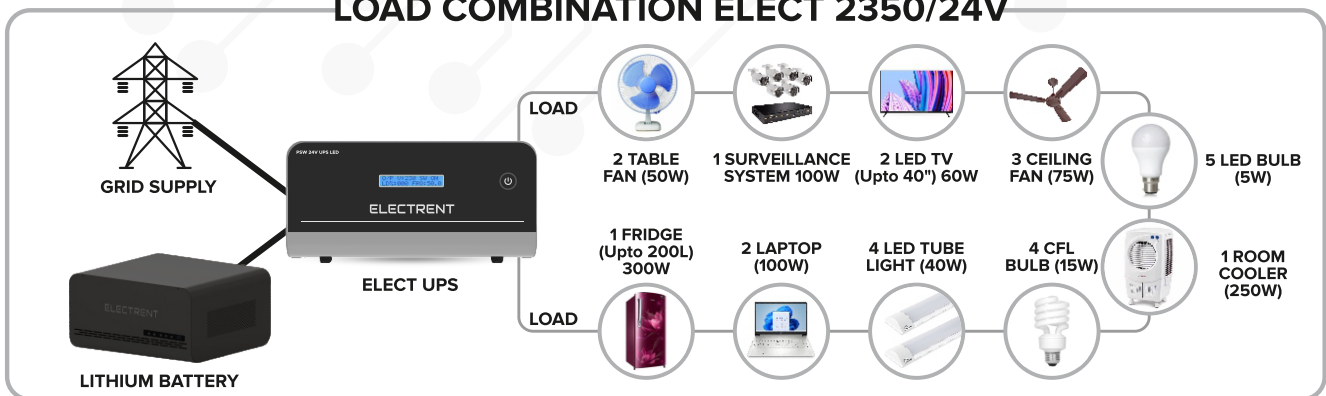 LOAD COMBINATION ELECT 2350/24V
GRID SUPPLY
PSW 24V UPS LED
ELECTRENT
ELECT UPS
ELECTRENT
LITHIUM BATTERY
LOAD
2 TABLE
FAN (50W)
1 SURVEILLANCE
SYSTEM 100W
2 LED TV
(Upto 40") 60W
3 CEILING
FAN (75W)
5 LED BULB
(5W)
1 ROOM
COOLER
(250W)
LOAD
1 FRIDGE
(Upto 200L)
300W
2 LAPTOP
(100W)
4 LED TUBE
LIGHT (40W)
4 CFL
BULB (15W)